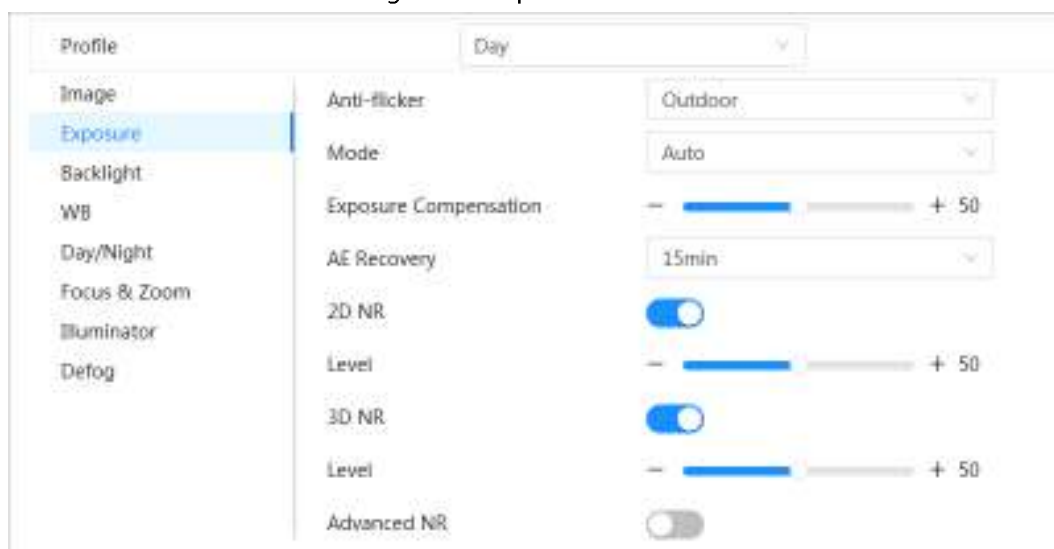 Profile Day
Image
Exposure
Backlight
WB
Day/Night
Focus & Zoom
Illuminator
Defog
Anti-flicker Outdoor
Mode Auto
Exposure Compensation − + 50
AE Recovery 15min
2D NR
Level − + 50
3D NR
Level − + 50
Advanced NR